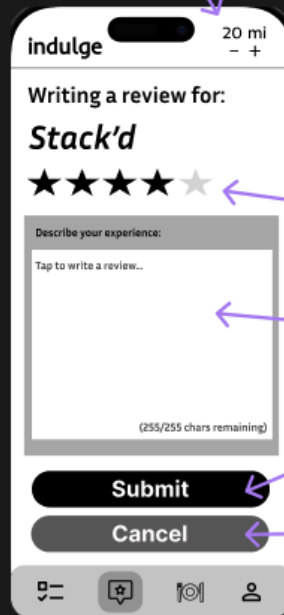 indulge
20 mi
− +
Writing a review for:
Stack'd
Describe your experience:
Tap to write a review...
(255/255 chars remaining)
Submit
Cancel